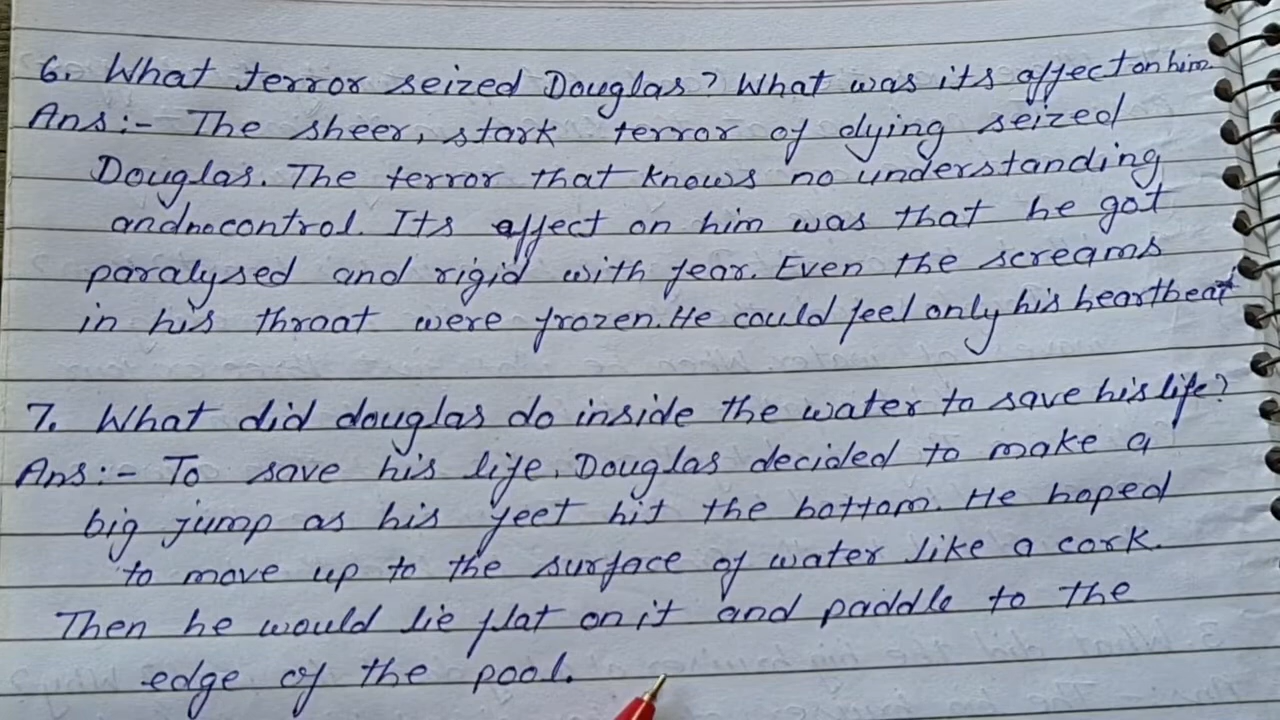 6. What terror seized Douglas? What was its affect on him.
Ans:- The sheer, stark terror of dying seized
Douglas. The terror that knows no understanding
and no control. Its affect on him was that he got
paralysed and rigid with fear. Even the screams
in his throat were frozen. He could feel only his heartbeat
7. What did douglas do inside the water to save his life?
Ans:- To save his life, Douglas decided to make a
big jump as his feet hit the bottom. He hoped
to move up to the surface of water like a cork.
Then he would lie flat on it and paddle to the
edge of the pool.